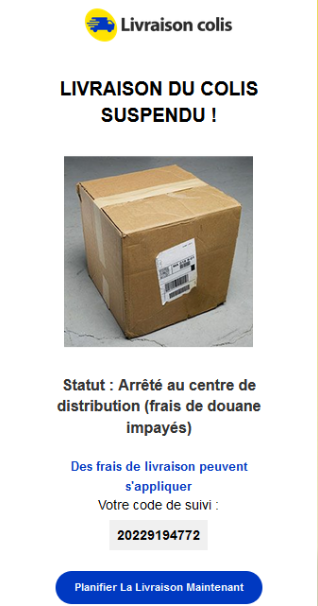 Livraison colis
LIVRAISON DU COLIS
SUSPENDU !
Statut : Arrêté au centre de
distribution (frais de douane
impayés)
Des frais de livraison peuvent
s'appliquer
Votre code de suivi :
20229194772
Planifier La Livraison Maintenant